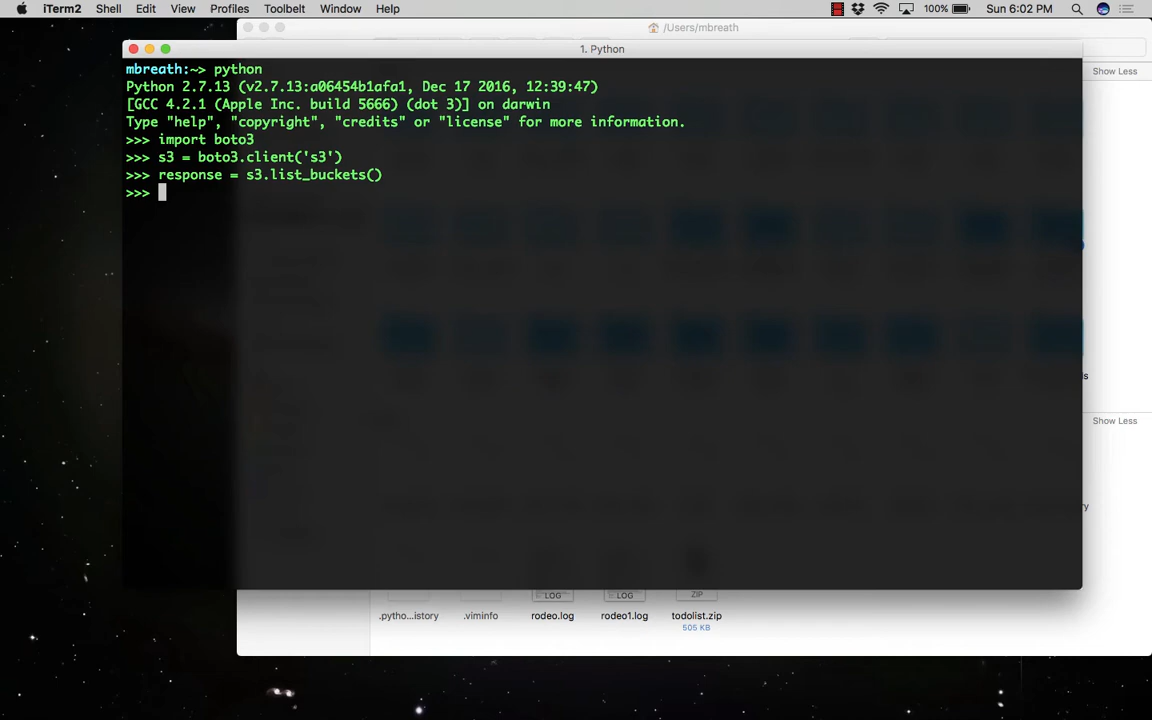 iTerm2 Shell Edit View Profiles Toolbelt Window Help 100% Sun 6:02 PM
/Users/mbreath
1. Python
Show Less
mbreath:~> python
Python 2.7.13 (v2.7.13:a06454b1afa1, Dec 17 2016, 12:39:47)
[GCC 4.2.1 (Apple Inc. build 5666) (dot 3)] on darwin
Type "help", "copyright", "credits" or "license" for more information.
>>> import boto3
>>> s3 = boto3.client('s3')
>>> response = s3.list_buckets()
>>>
is
Show Less
ry
LOG LOG ZIP
.pytho...istory .viminfo rodeo.log rodeo1.log todolist.zip
505 KB